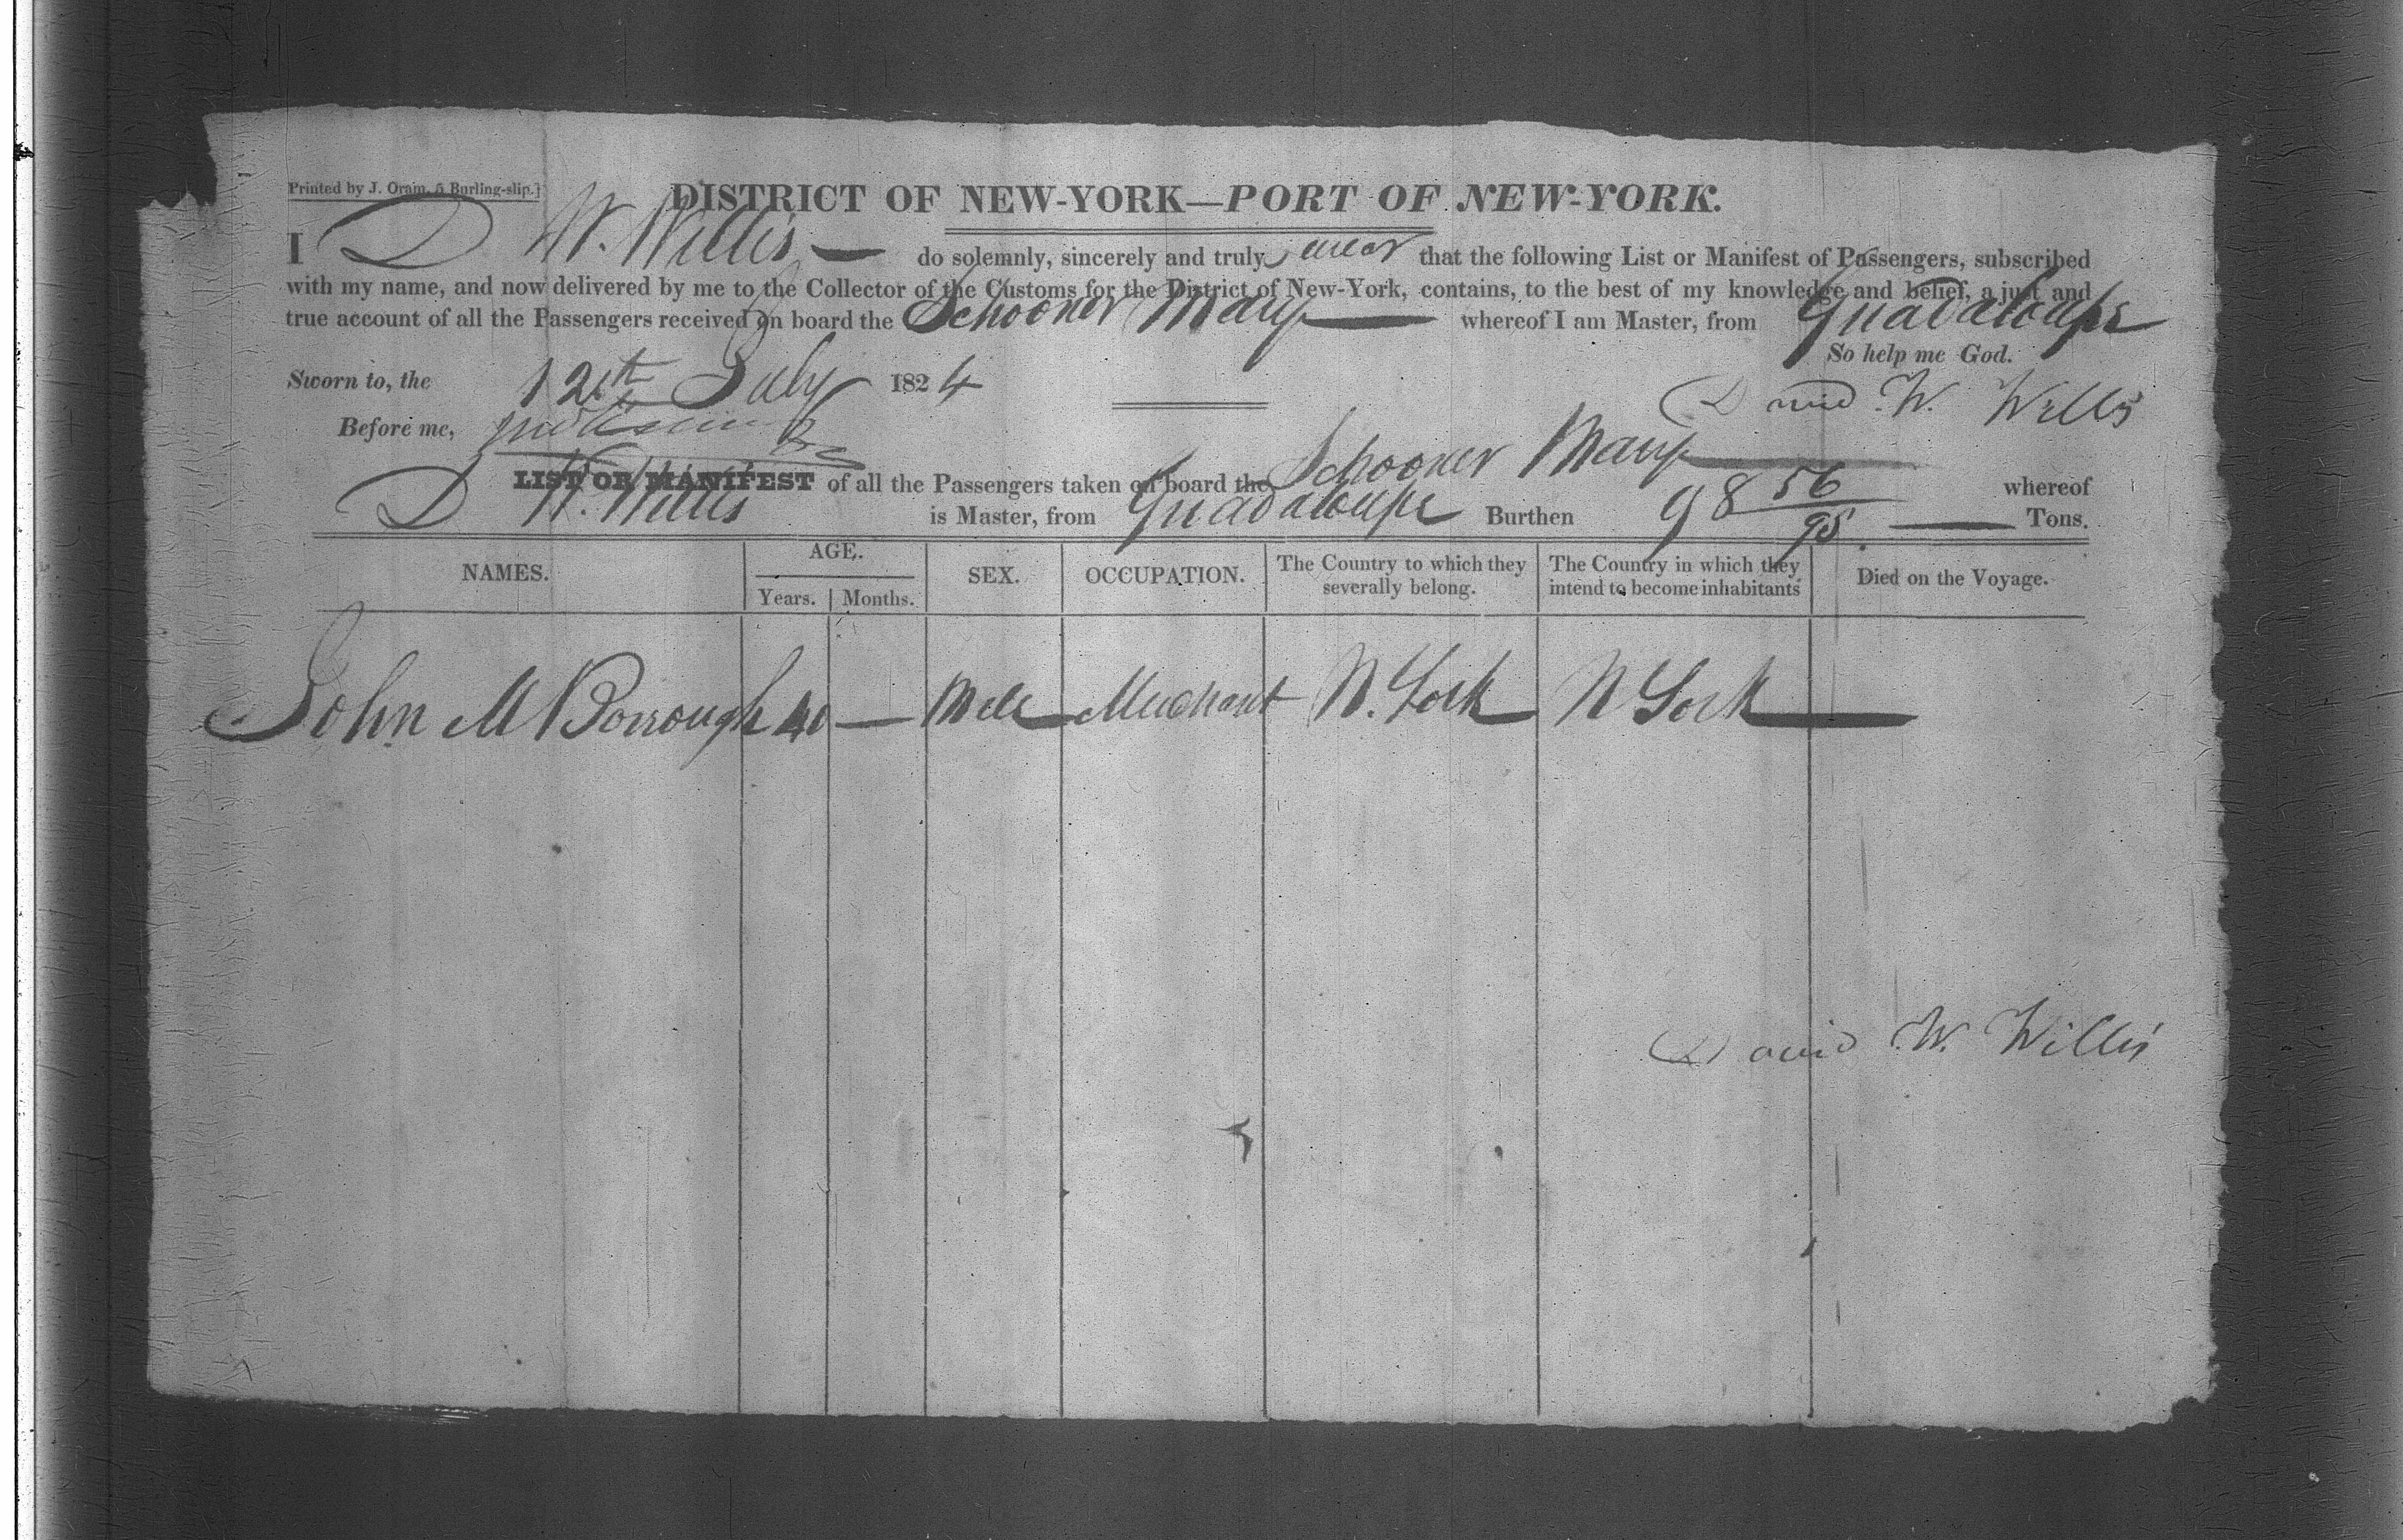 Printed by J. Oram, 5 Burling-slip.]
DISTRICT OF NEW-YORK—PORT OF NEW-YORK.
I D W. Willis — do solemnly, sincerely and truly swear that the following List or Manifest of Passengers, subscribed
with my name, and now delivered by me to the Collector of the Customs for the District of New-York, contains, to the best of my knowledge and belief, a just and
true account of all the Passengers received on board the Schooner Mary — whereof I am Master, from Guadaloupe
So help me God.
Sworn to, the 12th July 1824
David W. Willis
Before me,
LIST OR MANIFEST of all the Passengers taken on board the Schooner Mary — whereof
D W. Willis is Master, from Guadaloupe Burthen 98 56/95 — Tons.
NAMES. AGE. SEX. OCCUPATION. The Country to which they severally belong. The Country in which they intend to become inhabitants Died on the Voyage.
Years. Months.
John M Borrough 40 — Male Merchant N. York N York —
David W. Willis